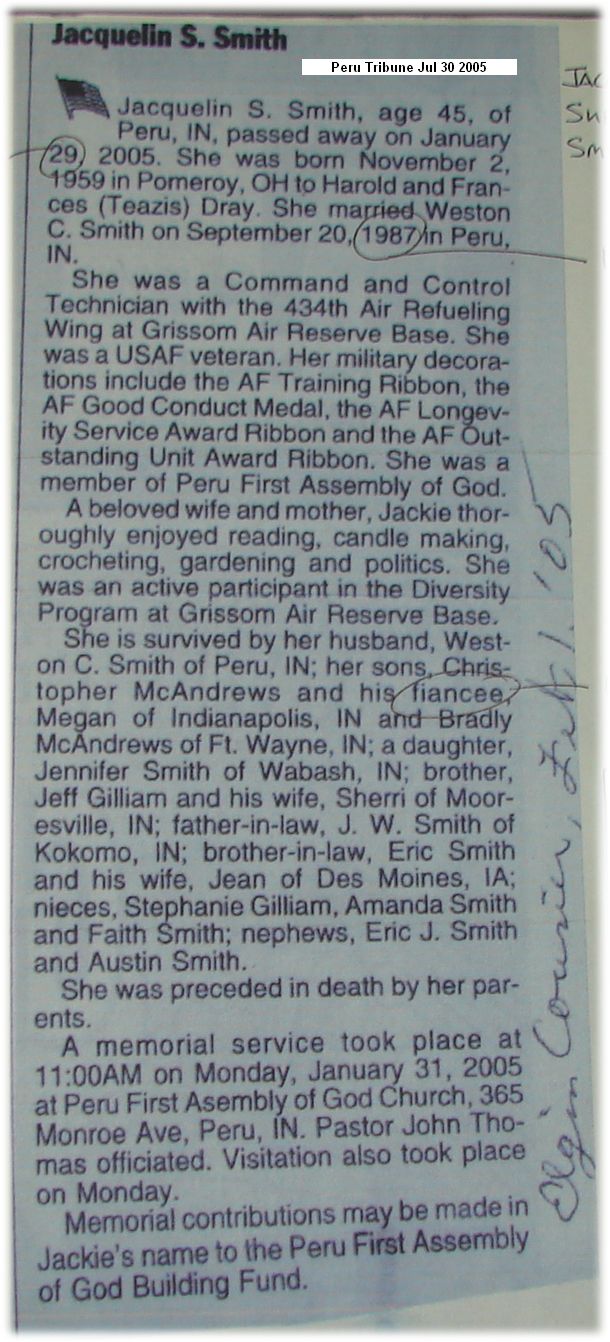 Jacquelin S. Smith
Peru Tribune Jul 30 2005
JAC
Sm
Jacquelin S. Smith, age 45, of
Peru, IN, passed away on January
29, 2005. She was born November 2,
1959 in Pomeroy, OH to Harold and Fran-
ces (Teazis) Dray. She married Weston
C. Smith on September 20, 1987 in Peru,
IN.
She was a Command and Control
Technician with the 434th Air Refueling
Wing at Grissom Air Reserve Base. She
was a USAF veteran. Her military decora-
tions include the AF Training Ribbon, the
AF Good Conduct Medal, the AF Longev-
ity Service Award Ribbon and the AF Out-
standing Unit Award Ribbon. She was a
member of Peru First Assembly of God.
A beloved wife and mother, Jackie thor-
oughly enjoyed reading, candle making,
crocheting, gardening and politics. She
was an active participant in the Diversity
Program at Grissom Air Reserve Base.
She is survived by her husband, West-
on C. Smith of Peru, IN; her sons, Chris-
topher McAndrews and his fiancee,
Megan of Indianapolis, IN and Bradly
McAndrews of Ft. Wayne, IN; a daughter,
Jennifer Smith of Wabash, IN; brother,
Jeff Gilliam and his wife, Sherri of Moor-
esville, IN; father-in-law, J. W. Smith of
Kokomo, IN; brother-in-law, Eric Smith
and his wife, Jean of Des Moines, IA;
nieces, Stephanie Gilliam, Amanda Smith
and Faith Smith; nephews, Eric J. Smith
and Austin Smith.
She was preceded in death by her par-
ents.
A memorial service took place at
11:00AM on Monday, January 31, 2005
at Peru First Asembly of God Church, 365
Monroe Ave, Peru, IN. Pastor John Tho-
mas officiated. Visitation also took place
on Monday.
Memorial contributions may be made in
Jackie's name to the Peru First Assembly
of God Building Fund.
Elgin Courier, Feb 1, '05